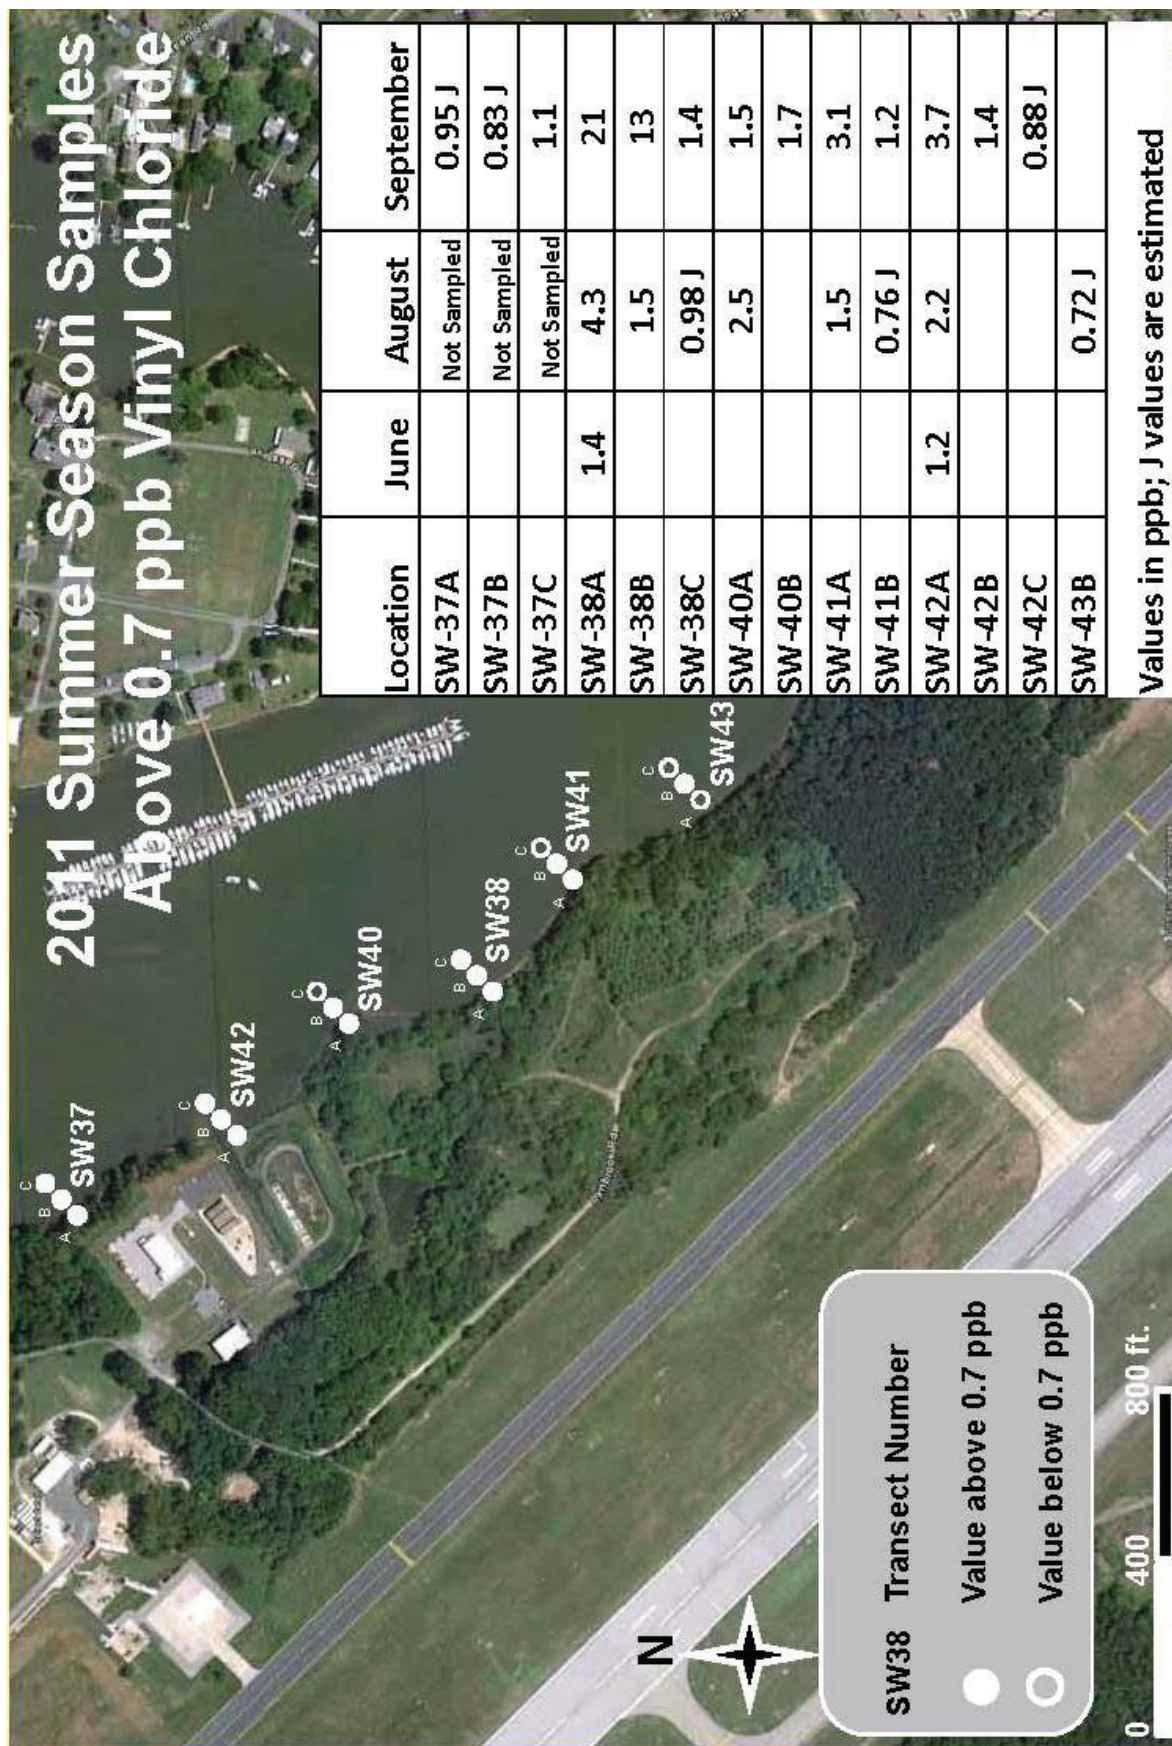 2011 Summer Season Samples
Above 0.7 ppb Vinyl Chloride
SW37
A
B
C
SW42
A
B
C
SW40
A
B
C
SW38
A
B
C
SW41
A
B
C
SW43
A
B
C
Location June August September
SW-37A Not Sampled 0.95 J
SW-37B Not Sampled 0.83 J
SW-37C Not Sampled 1.1
SW-38A 1.4 4.3 21
SW-38B 1.5 13
SW-38C 0.98 J 1.4
SW-40A 2.5 1.5
SW-40B 1.7
SW-41A 1.5 3.1
SW-41B 0.76 J 1.2
SW-42A 1.2 2.2 3.7
SW-42B 1.4
SW-42C 0.88 J
SW-43B 0.72 J
Values in ppb; J values are estimated
N
SW38 Transect Number
Value above 0.7 ppb
Value below 0.7 ppb
0 400 800 ft.